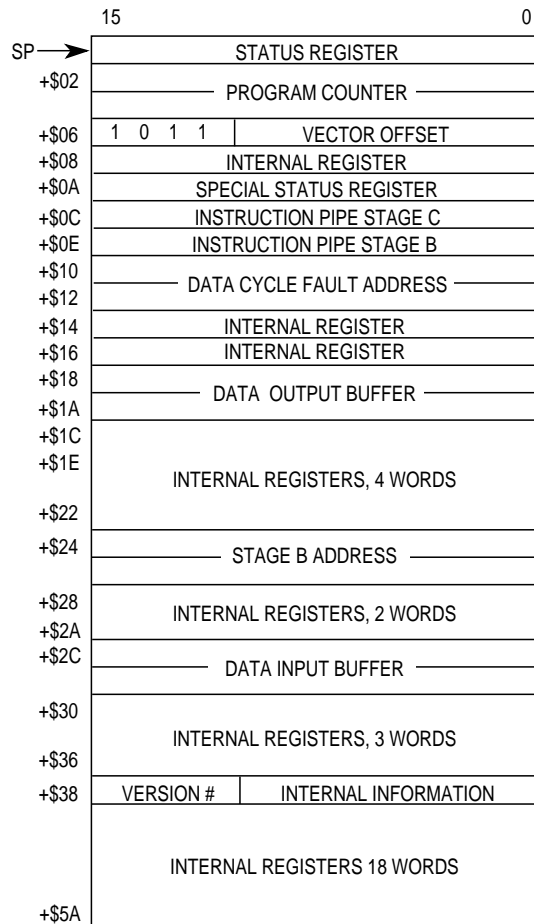 15 0
SP STATUS REGISTER
+$02 PROGRAM COUNTER
+$06 1 0 1 1 VECTOR OFFSET
+$08 INTERNAL REGISTER
+$0A SPECIAL STATUS REGISTER
+$0C INSTRUCTION PIPE STAGE C
+$0E INSTRUCTION PIPE STAGE B
+$10
DATA CYCLE FAULT ADDRESS
+$12
+$14 INTERNAL REGISTER
+$16 INTERNAL REGISTER
+$18
DATA OUTPUT BUFFER
+$1A
+$1C
+$1E
INTERNAL REGISTERS, 4 WORDS
+$22
+$24
STAGE B ADDRESS
+$28
INTERNAL REGISTERS, 2 WORDS
+$2A
+$2C
DATA INPUT BUFFER
+$30
INTERNAL REGISTERS, 3 WORDS
+$36
+$38 VERSION # INTERNAL INFORMATION
INTERNAL REGISTERS 18 WORDS
+$5A